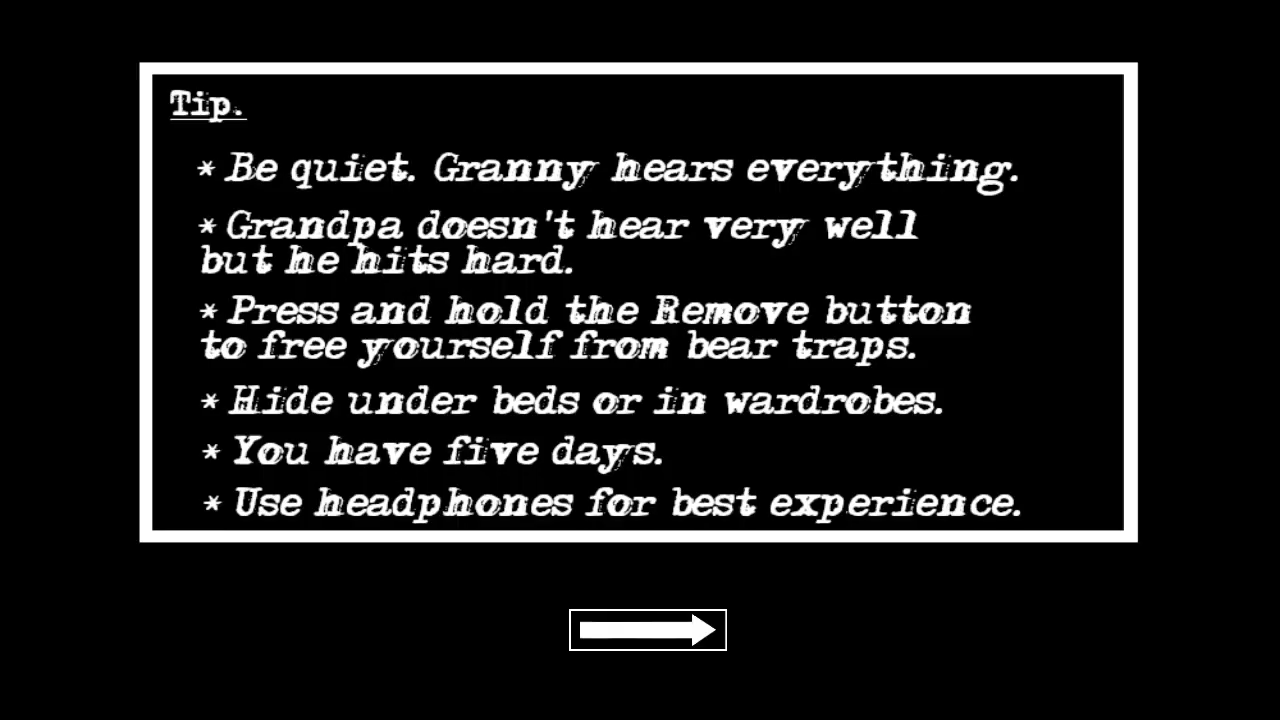 Tip.
* Be quiet. Granny hears everything.
* Grandpa doesn't hear very well
but he hits hard.
* Press and hold the Remove button
to free yourself from bear traps.
* Hide under beds or in wardrobes.
* You have five days.
* Use headphones for best experience.